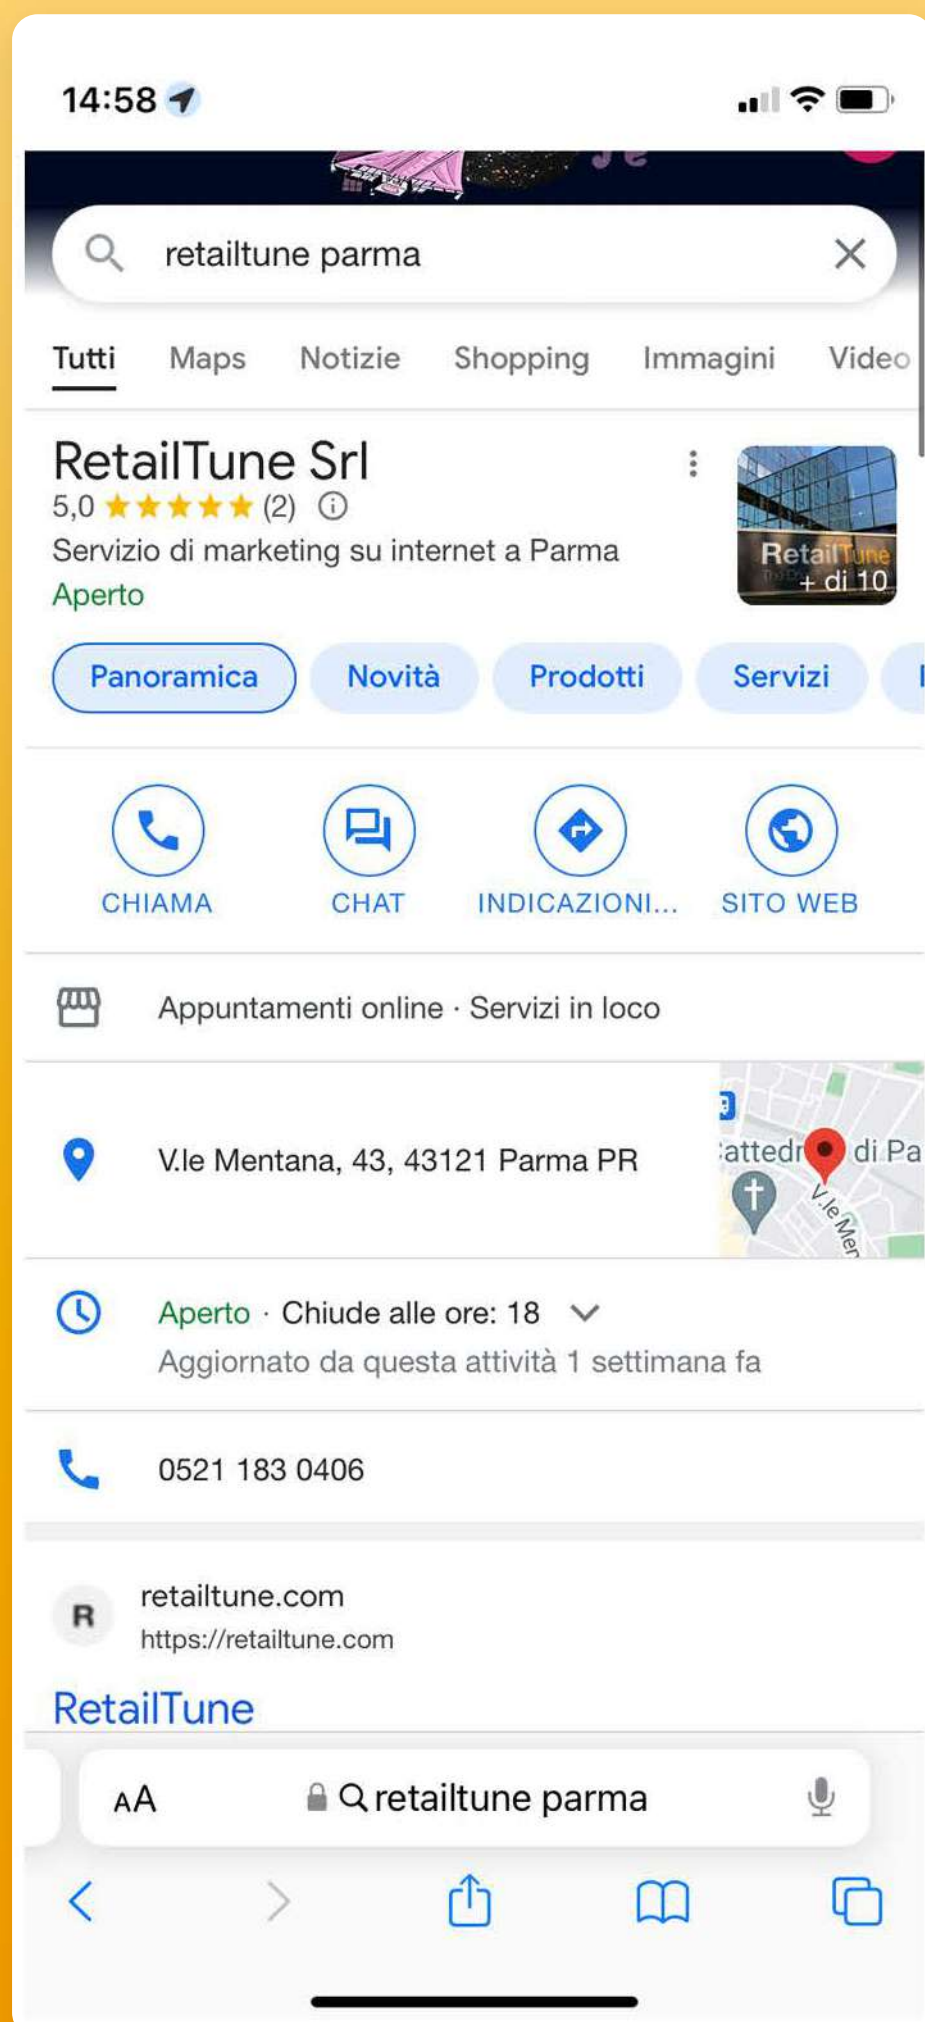 14:58
retailtune parma
Tutti Maps Notizie Shopping Immagini Video
RetailTune Srl
5,0 (2)
Servizio di marketing su internet a Parma
Aperto
RetailTune
+ di 10
Panoramica Novità Prodotti Servizi
CHIAMA CHAT INDICAZIONI... SITO WEB
Appuntamenti online · Servizi in loco
V.le Mentana, 43, 43121 Parma PR
attedr di Pa
V.le Men
Aperto · Chiude alle ore: 18
Aggiornato da questa attività 1 settimana fa
0521 183 0406
R
retailtune.com
https://retailtune.com
RetailTune
AA retailtune parma